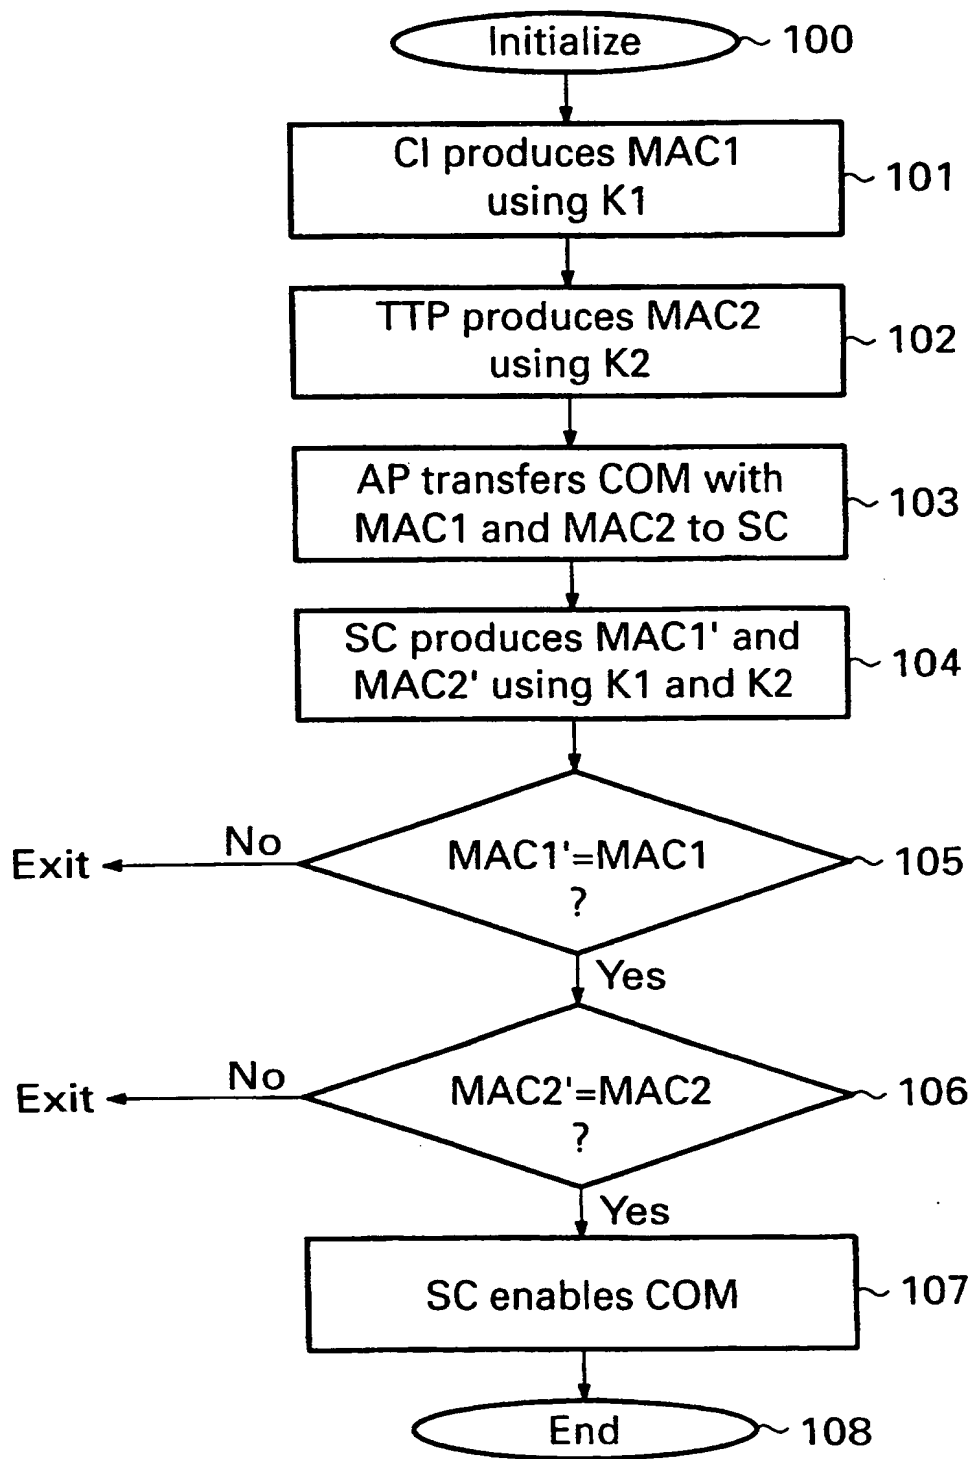 Initialize
100
CI produces MAC1
using K1
101
TTP produces MAC2
using K2
102
AP transfers COM with
MAC1 and MAC2 to SC
103
SC produces MAC1' and
MAC2' using K1 and K2
104
MAC1'=MAC1
?
105
No
Exit
Yes
MAC2'=MAC2
?
106
No
Exit
Yes
SC enables COM
107
End
108